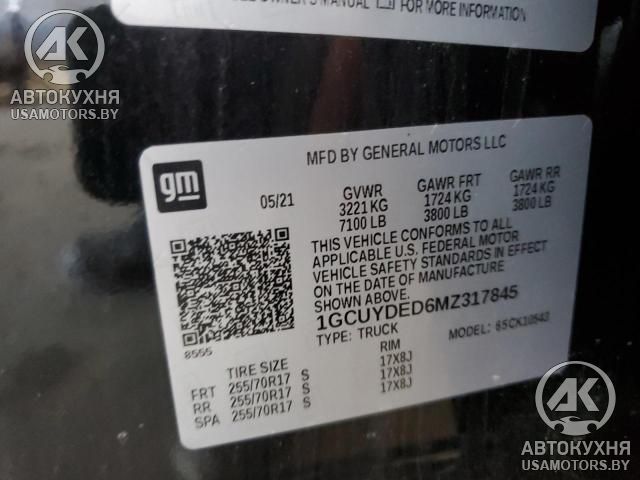 OWNER'S MANUAL FOR MORE INFORMATION
AK
АВТОКУХНЯ
USAMOTORS.BY
gm
MFD BY GENERAL MOTORS LLC
05/21
GVWR
3221 KG
7100 LB
GAWR FRT
1724 KG
3800 LB
GAWR RR
1724 KG
3800 LB
THIS VEHICLE CONFORMS TO ALL
APPLICABLE U.S. FEDERAL MOTOR
VEHICLE SAFETY STANDARDS IN EFFECT
ON THE DATE OF MANUFACTURE
SHOWN ABOVE.
1GCUYDED6MZ317845
TYPE: TRUCK
MODEL: 65CK10543
8555
TIRE SIZE
RIM
FRT 255/70R17 S 17X8J
RR 255/70R17 S 17X8J
SPA 255/70R17 S 17X8J
AK
АВТОКУХНЯ
USAMOTORS.BY